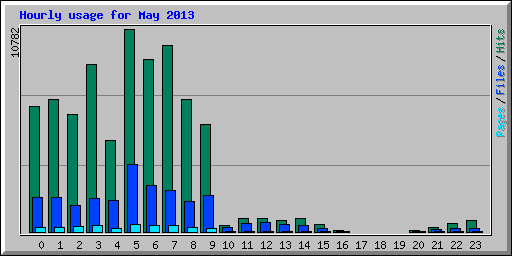 Hourly usage for May 2013
10782
Pages/Files/Hits
0 1 2 3 4 5 6 7 8 9 10 11 12 13 14 15 16 17 18 19 20 21 22 23